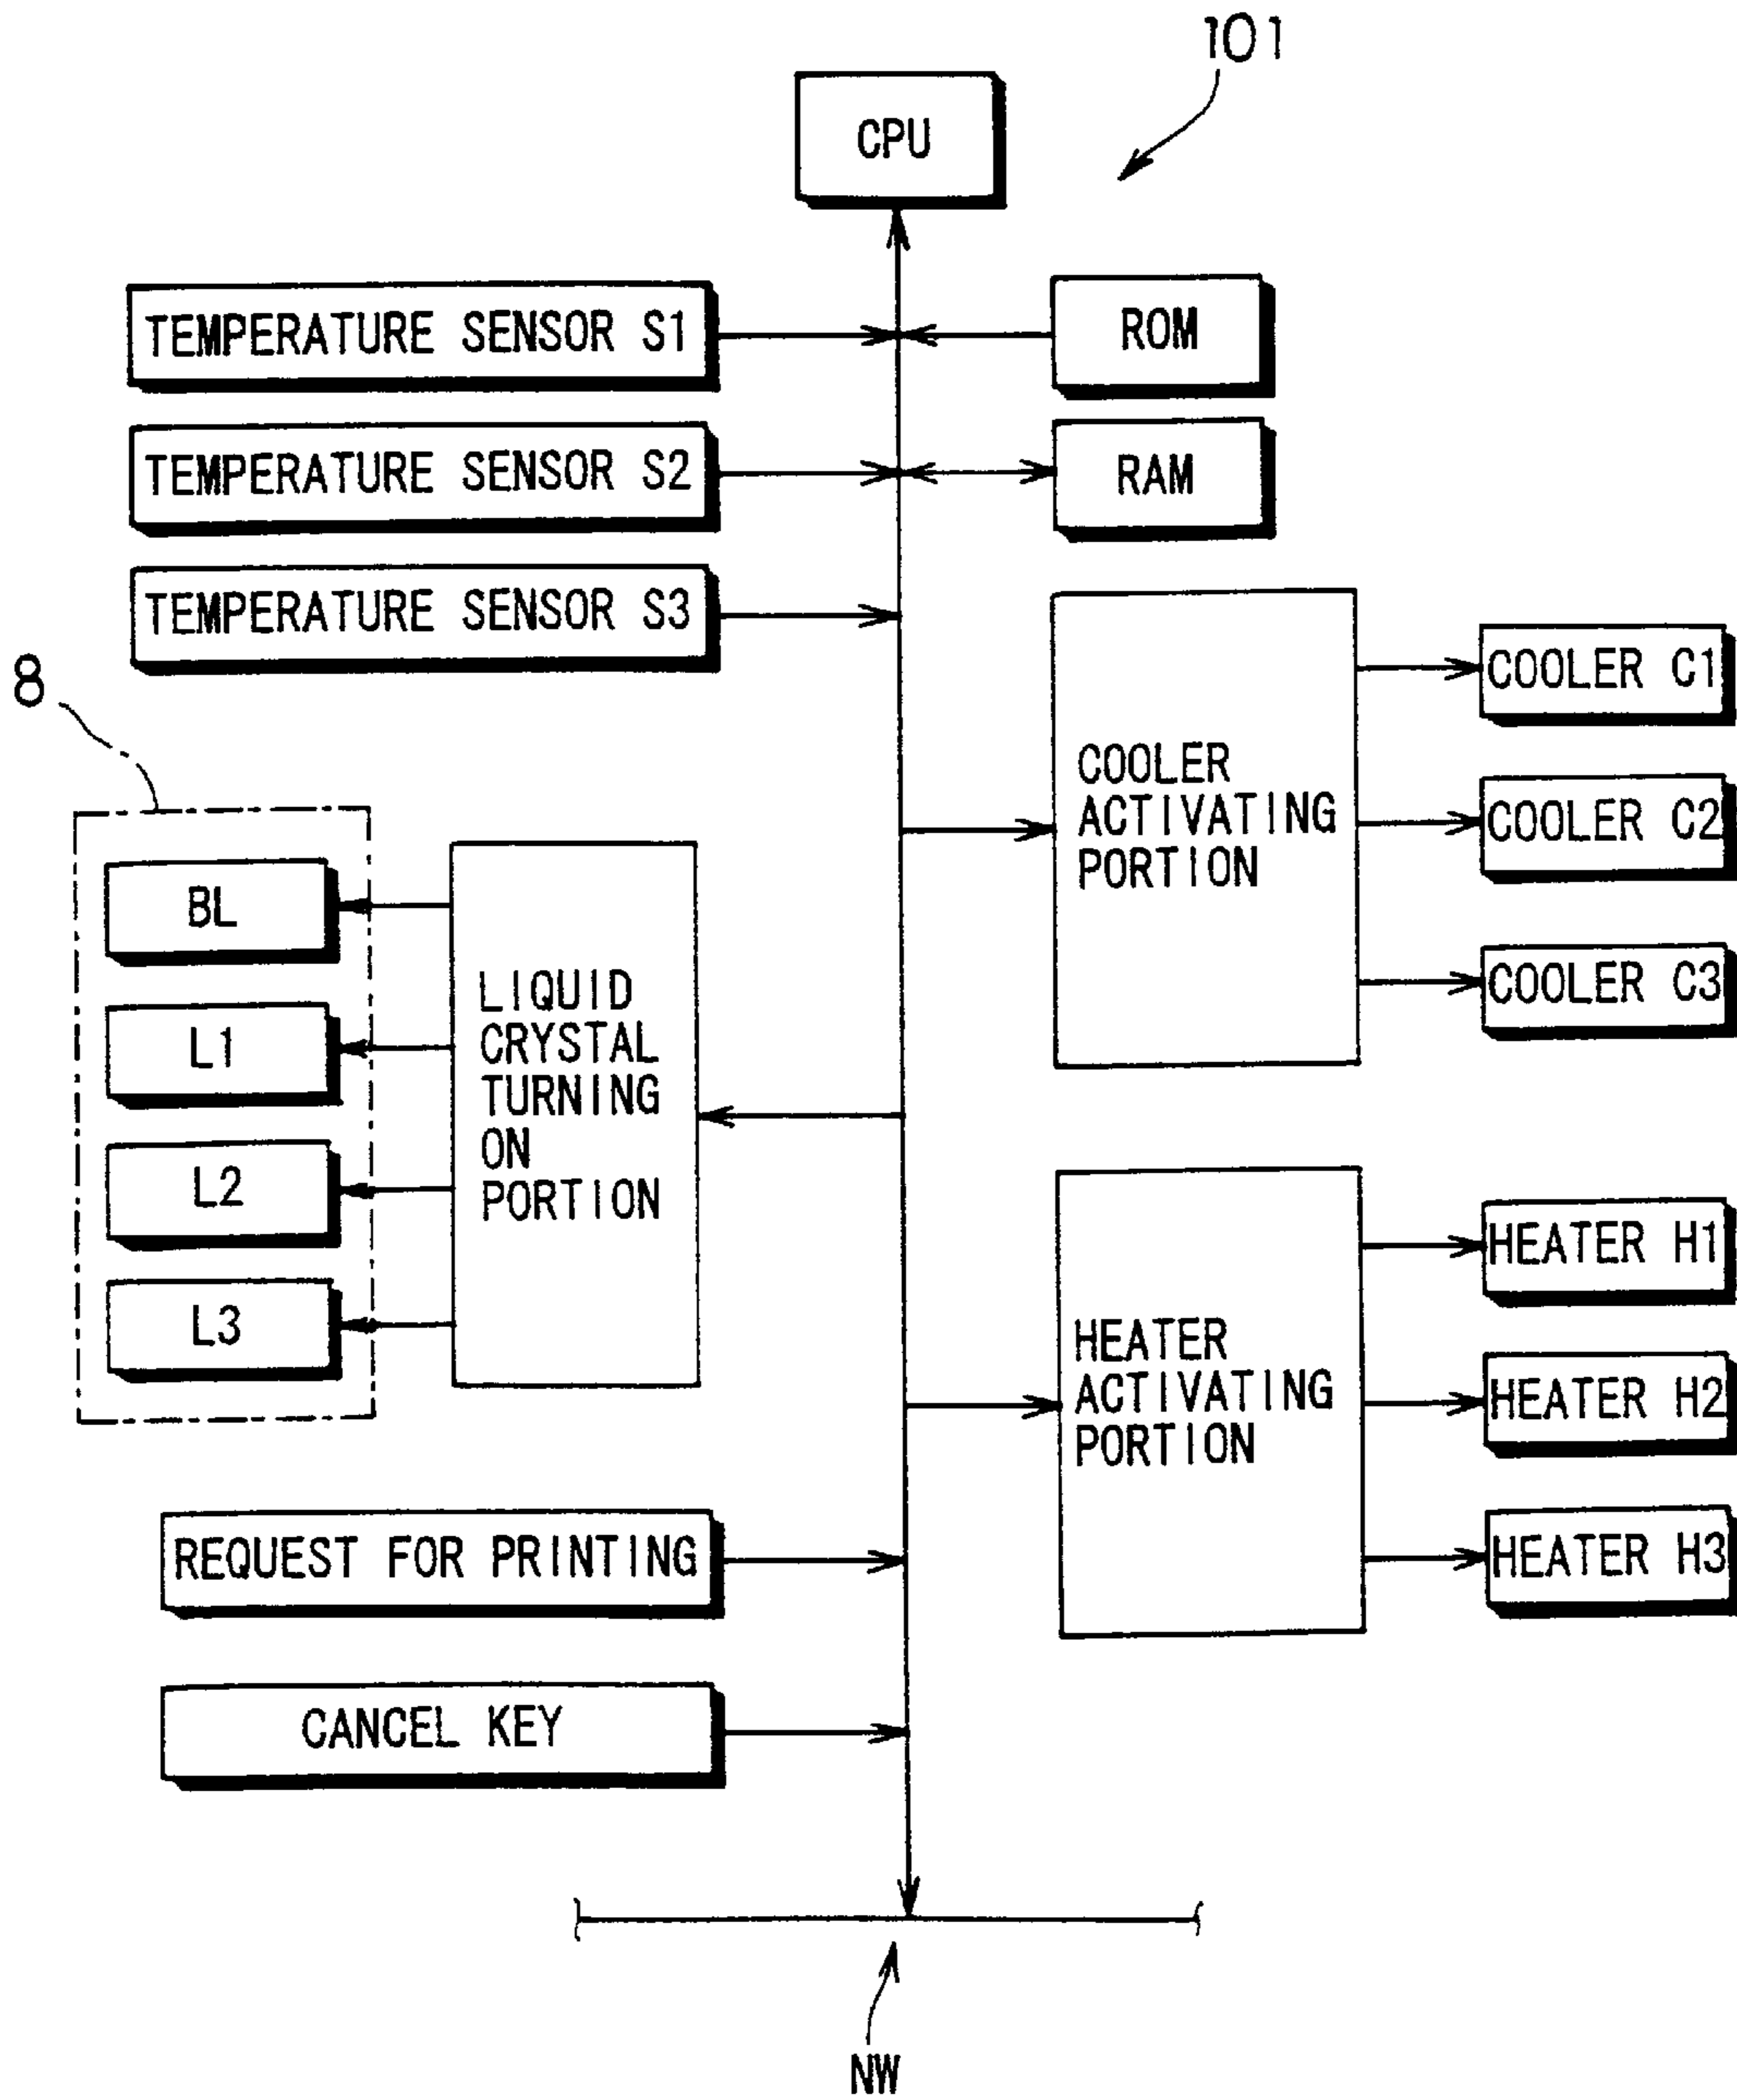 101
CPU
TEMPERATURE SENSOR S1
ROM
TEMPERATURE SENSOR S2
RAM
TEMPERATURE SENSOR S3
8
COOLER
ACTIVATING
PORTION
COOLER C1
COOLER C2
COOLER C3
BL
L1
L2
L3
LIQUID
CRYSTAL
TURNING
ON
PORTION
HEATER
ACTIVATING
PORTION
HEATER H1
HEATER H2
HEATER H3
REQUEST FOR PRINTING
CANCEL KEY
NW